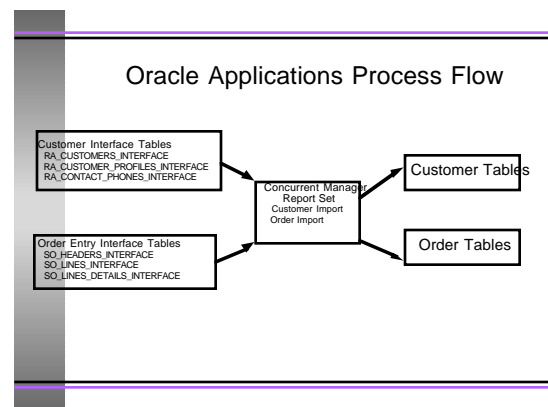 Oracle Applications Process Flow
Customer Interface Tables
RA_CUSTOMERS_INTERFACE
RA_CUSTOMER_PROFILES_INTERFACE
RA_CONTACT_PHONES_INTERFACE
Order Entry Interface Tables
SO_HEADERS_INTERFACE
SO_LINES_INTERFACE
SO_LINES_DETAILS_INTERFACE
Concurrent Manager
Report Set
Customer Import
Order Import
Customer Tables
Order Tables